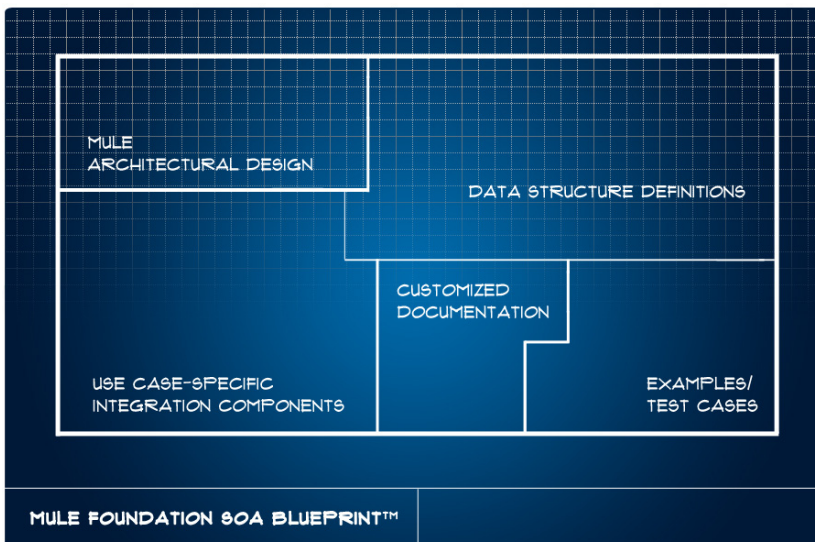 MULE
ARCHITECTURAL DESIGN
DATA STRUCTURE DEFINITIONS
CUSTOMIZED
DOCUMENTATION
USE CASE-SPECIFIC
INTEGRATION COMPONENTS
EXAMPLES/
TEST CASES
MULE FOUNDATION SOA BLUEPRINT™